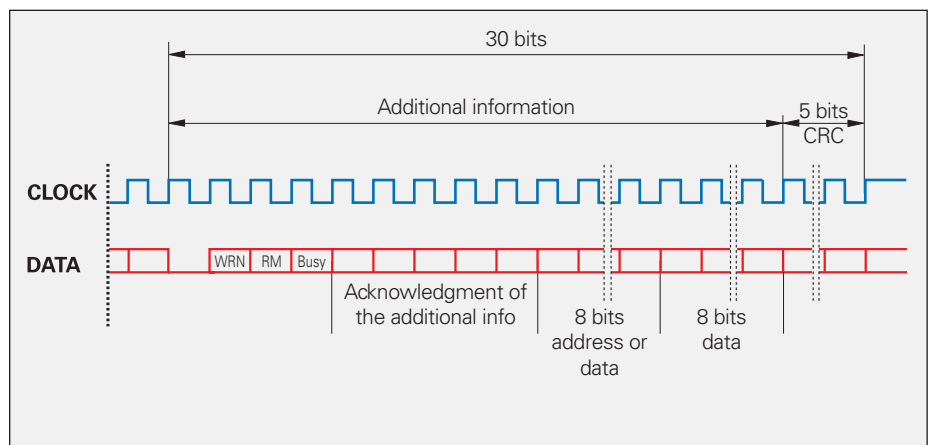 30 bits
Additional information
5 bits
CRC
CLOCK
DATA
WRN RM Busy
Acknowledgment of
the additional info
8 bits
address or
data
8 bits
data